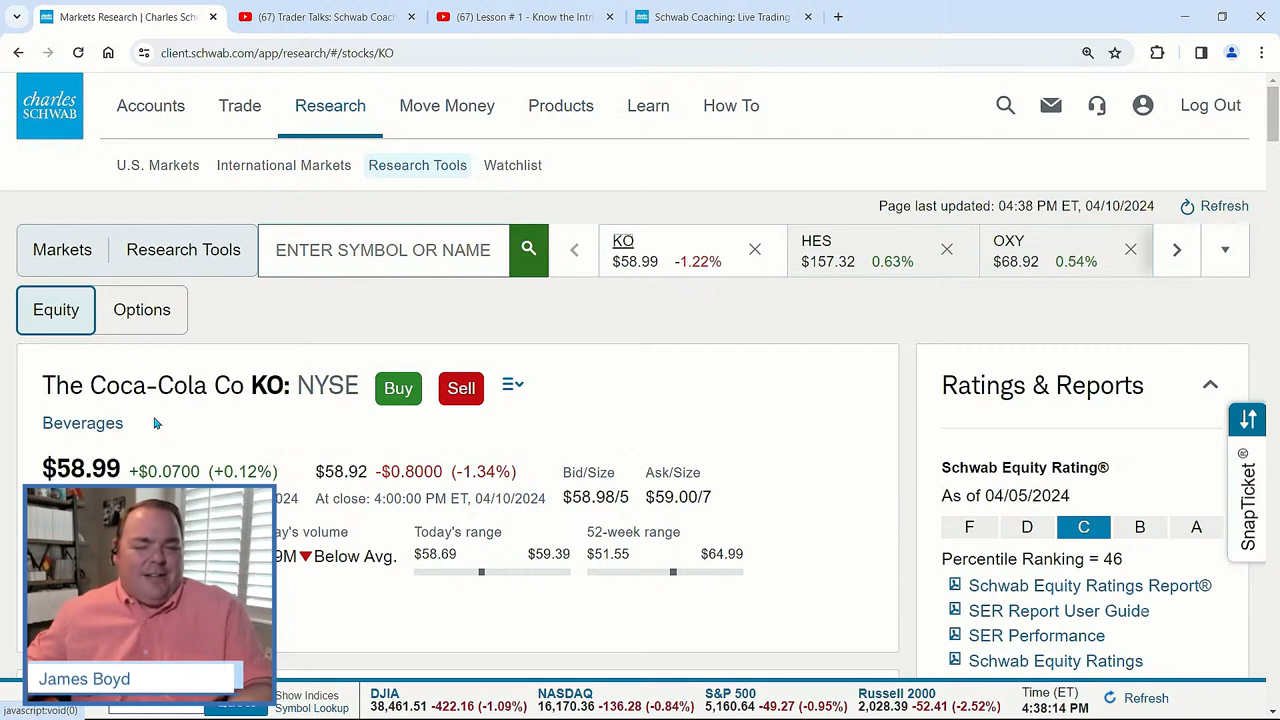 Markets Research | Charles Sch
(67) Trader Talks: Schwab Coach
(67) Lesson # 1 - Know the Intr
Schwab Coaching: Live Trading
client.schwab.com/app/research/#/stocks/KO
charles SCHWAB
Accounts Trade Research Move Money Products Learn How To Log Out
U.S. Markets International Markets Research Tools Watchlist
Page last updated: 04:38 PM ET, 04/10/2024 Refresh
Markets Research Tools ENTER SYMBOL OR NAME
KO
$58.99 -1.22%
HES
$157.32 0.63%
OXY
$68.92 0.54%
Equity Options
The Coca-Cola Co KO: NYSE Buy Sell
Beverages
$58.99 +$0.0700 (+0.12%) $58.92 -$0.8000 (-1.34%)
2024 At close: 4:00:00 PM ET, 04/10/2024
Bid/Size
$58.98/5
Ask/Size
$59.00/7
ay's volume
9M Below Avg.
Today's range
$58.69 $59.39
52-week range
$51.55 $64.99
Ratings & Reports
Schwab Equity Rating®
As of 04/05/2024
F D C B A
Percentile Ranking = 46
Schwab Equity Ratings Report®
SER Report User Guide
SER Performance
Schwab Equity Ratings
SnapTicket®
James Boyd
javascript:void(0)
Show Indices
Symbol Lookup
DJIA
38,461.51 -422.16 (-1.09%)
NASDAQ
16,170.36 -136.28 (-0.84%)
S&P 500
5,160.64 -49.27 (-0.95%)
Russell 2000
2,028.39 -52.41 (-2.52%)
Time (ET)
4:38:14 PM
Refresh